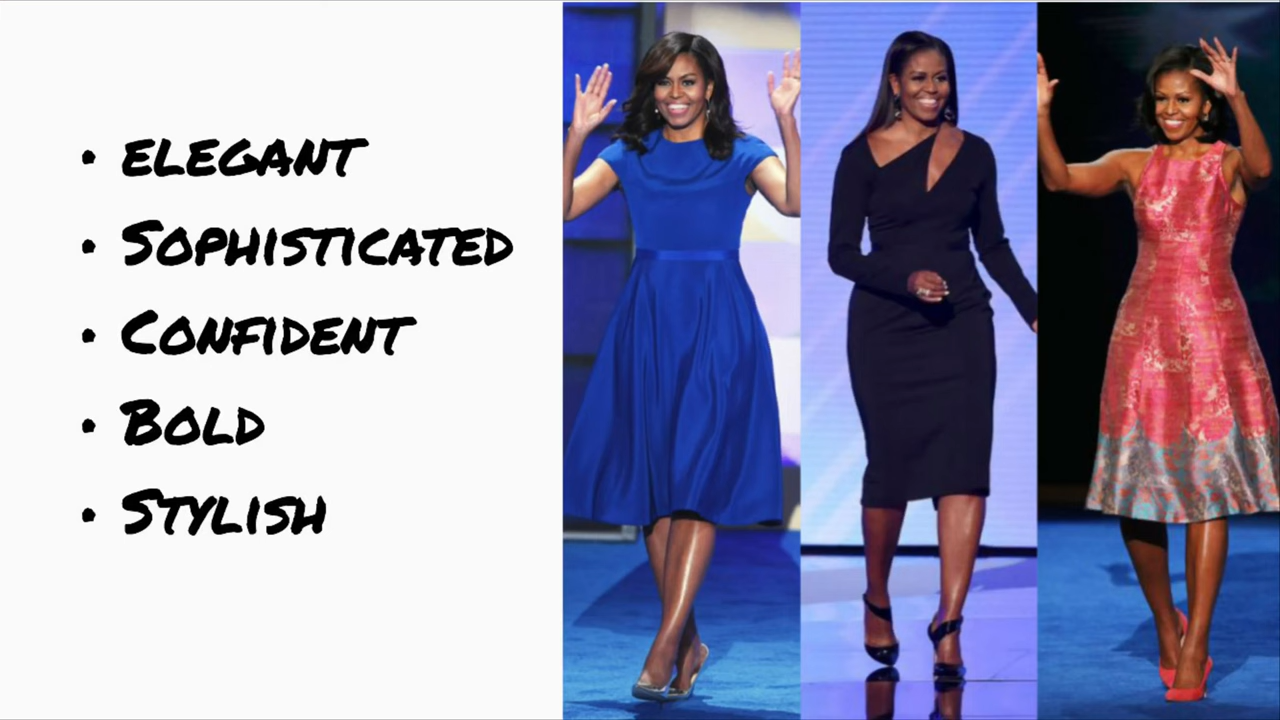 • ELEGANT
• SOPHISTICATED
• CONFIDENT
• BOLD
• STYLISH